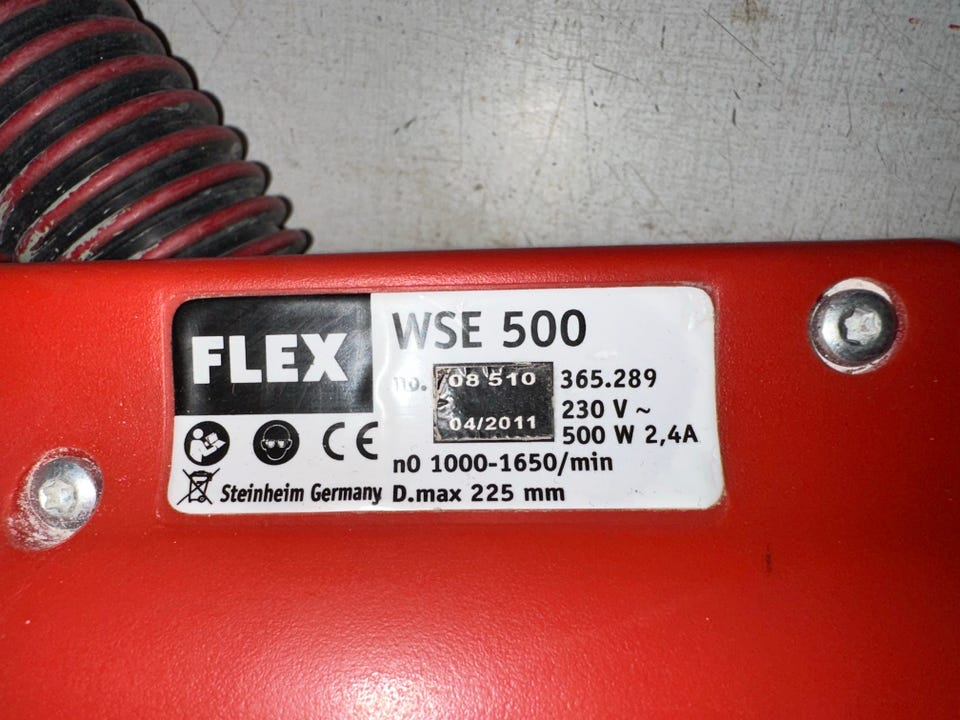 FLEX
WSE 500
no. 08 510 365.289
04/2011 230 V ~
500 W 2,4A
CE
n0 1000-1650/min
Steinheim Germany D.max 225 mm